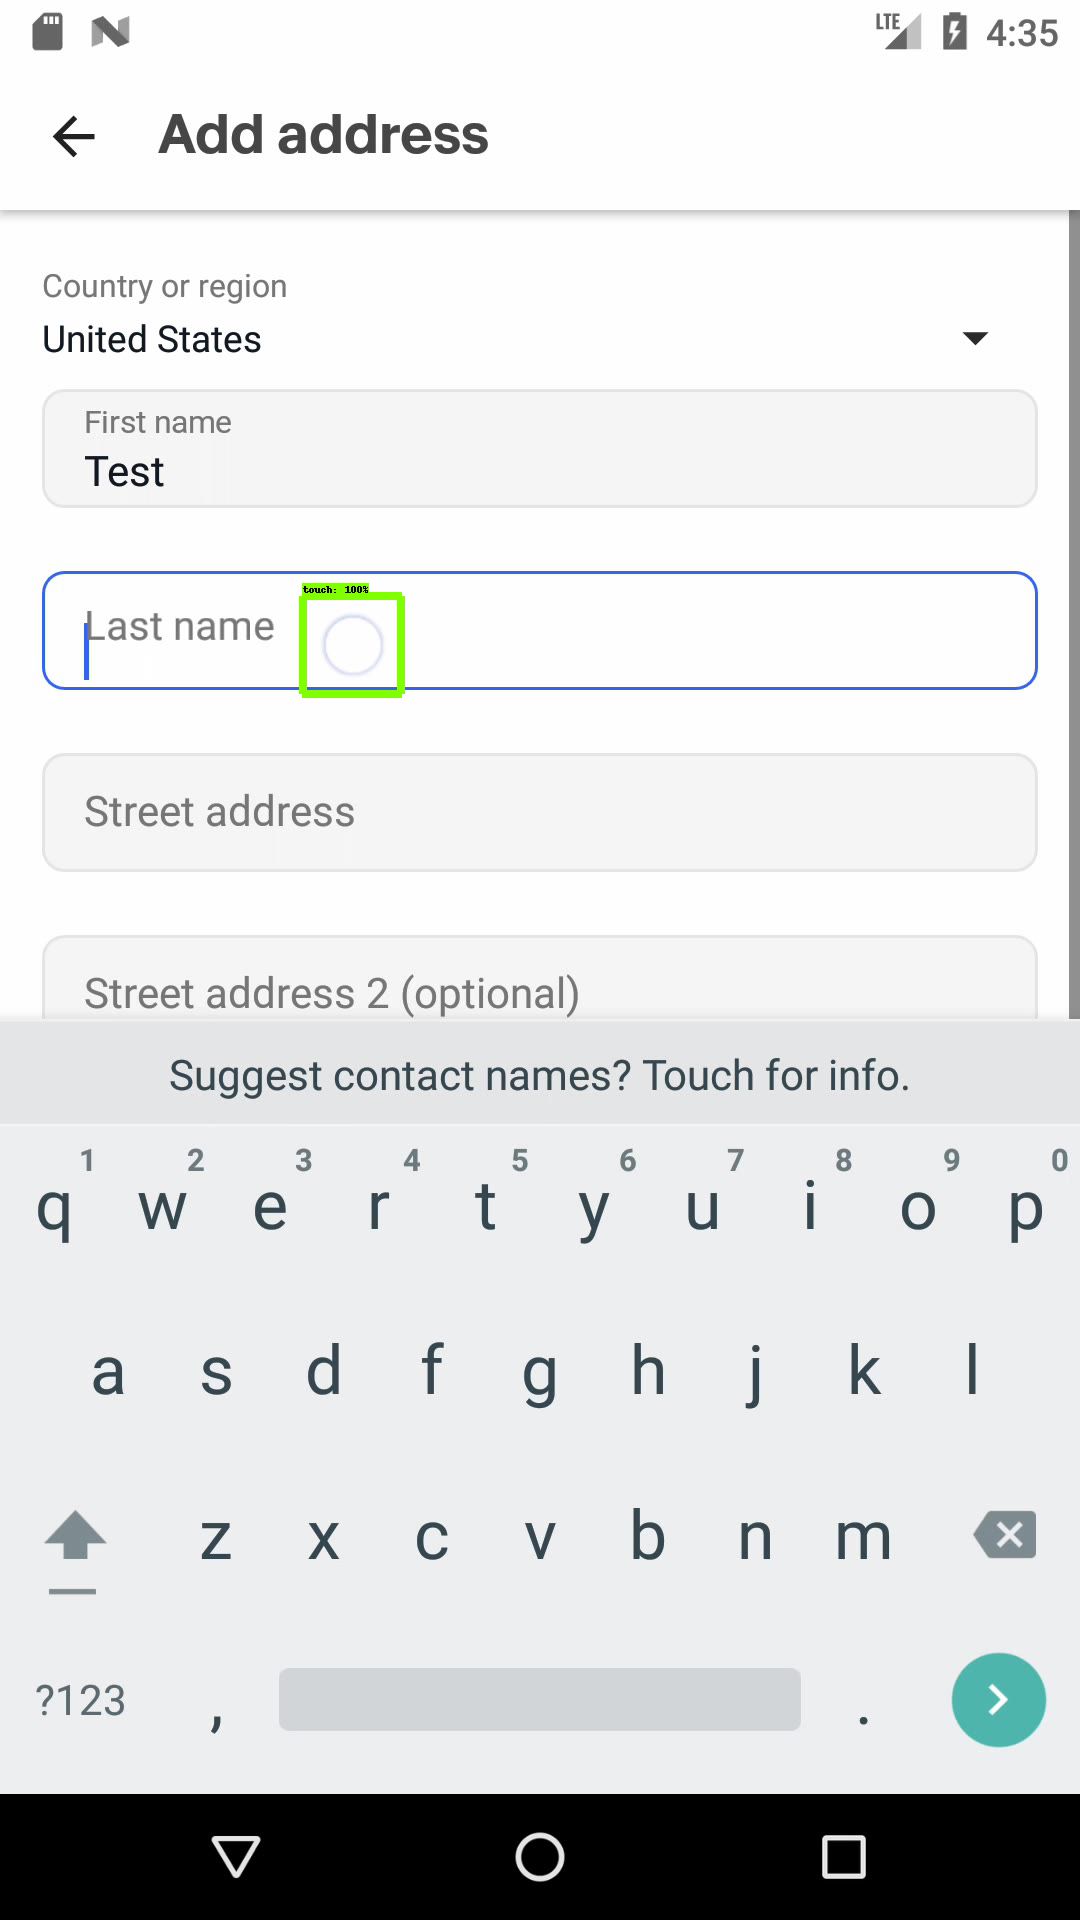 LTE 4:35
Add address
Country or region
United States
First name
Test
touch: 100%
Last name
Street address
Street address 2 (optional)
Suggest contact names? Touch for info.
1 2 3 4 5 6 7 8 9 0
q w e r t y u i o p
a s d f g h j k l
z x c v b n m
?123 , .